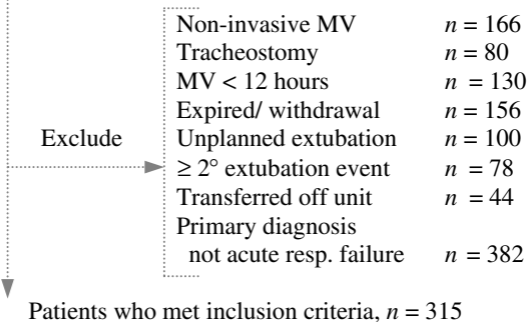 Non-invasive MV n = 166
Tracheostomy n = 80
MV < 12 hours n = 130
Expired/ withdrawal n = 156
Exclude Unplanned extubation n = 100
≥ 2° extubation event n = 78
Transferred off unit n = 44
Primary diagnosis
not acute resp. failure n = 382
Patients who met inclusion criteria, n = 315